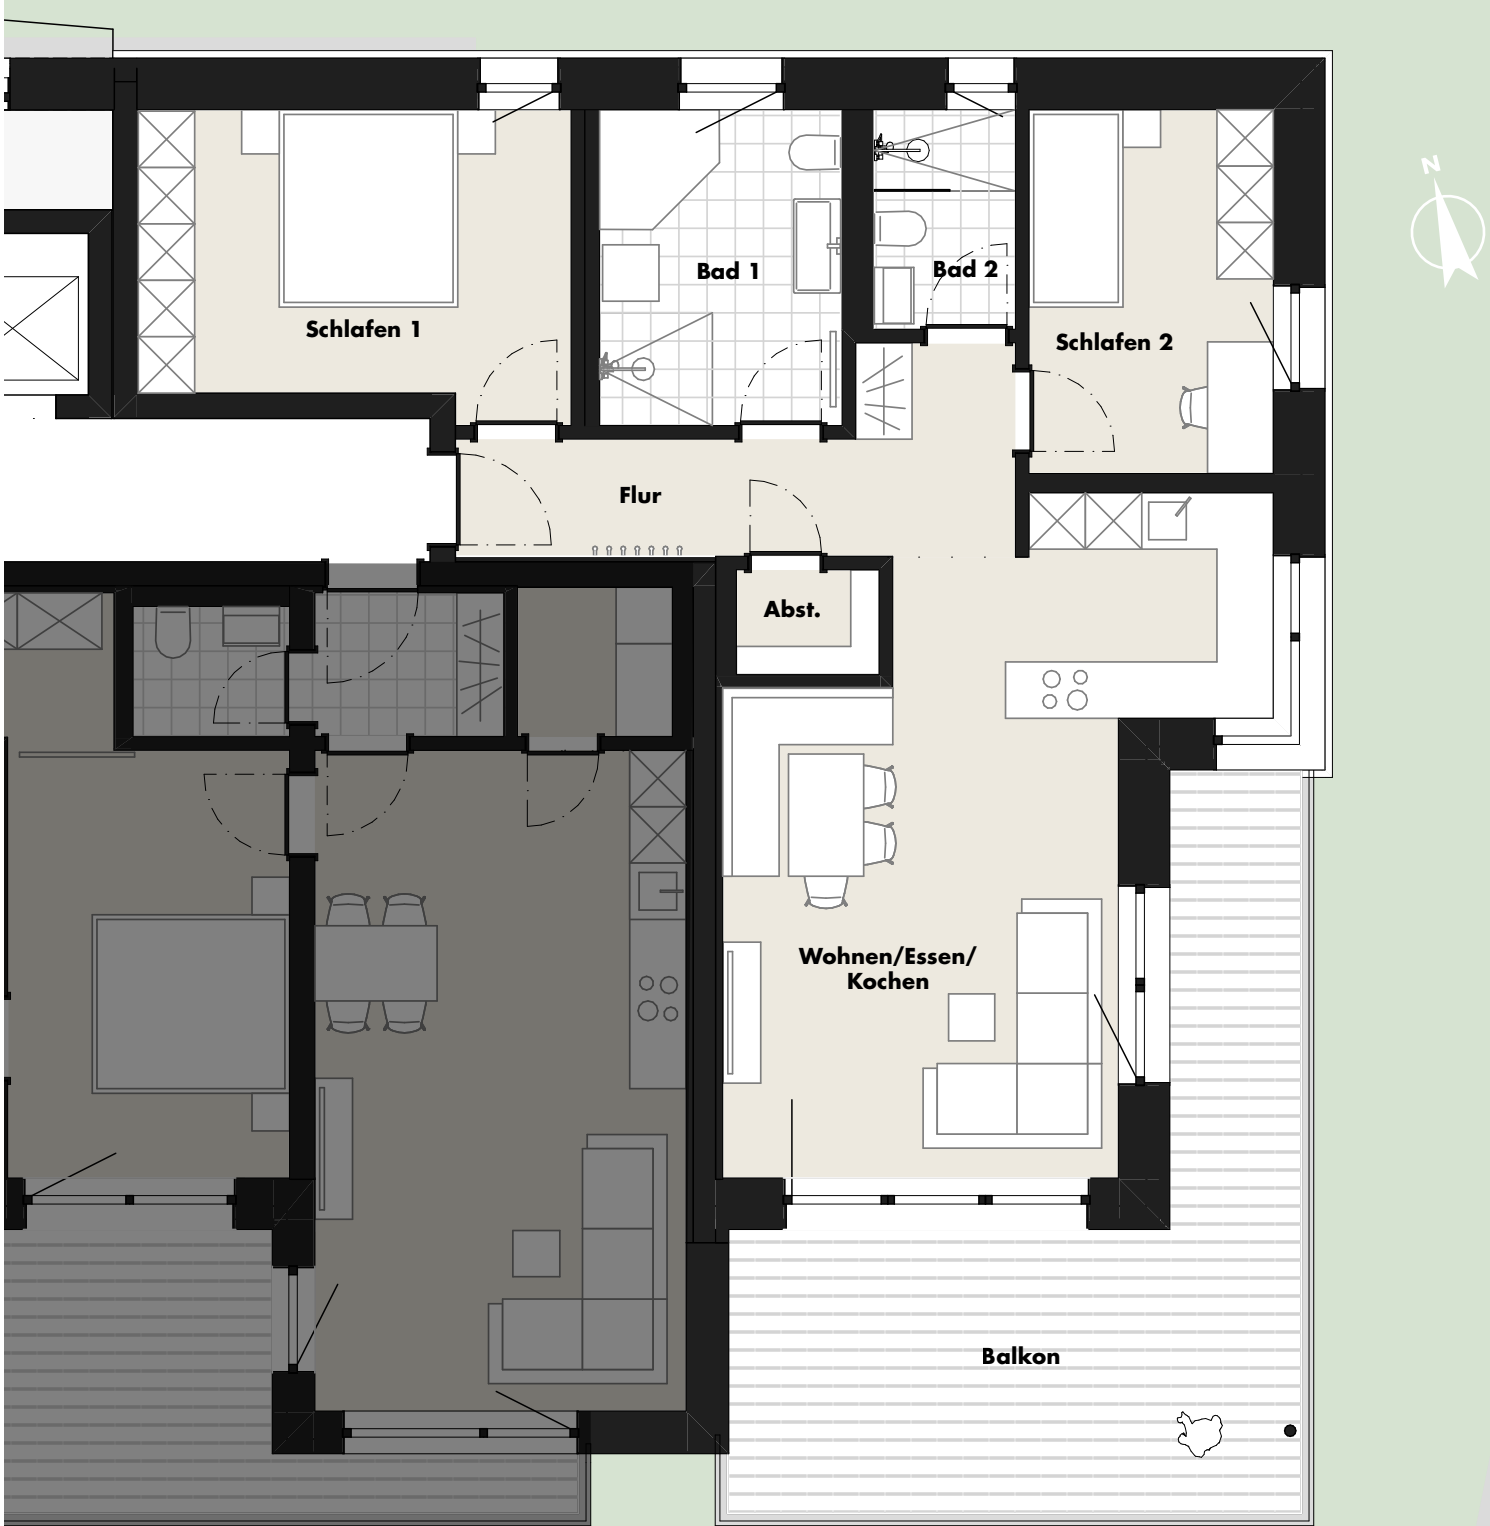 N
Bad 1
Bad 2
Schlafen 1
Schlafen 2
Flur
Abst.
Wohnen/Essen/
Kochen
Balkon